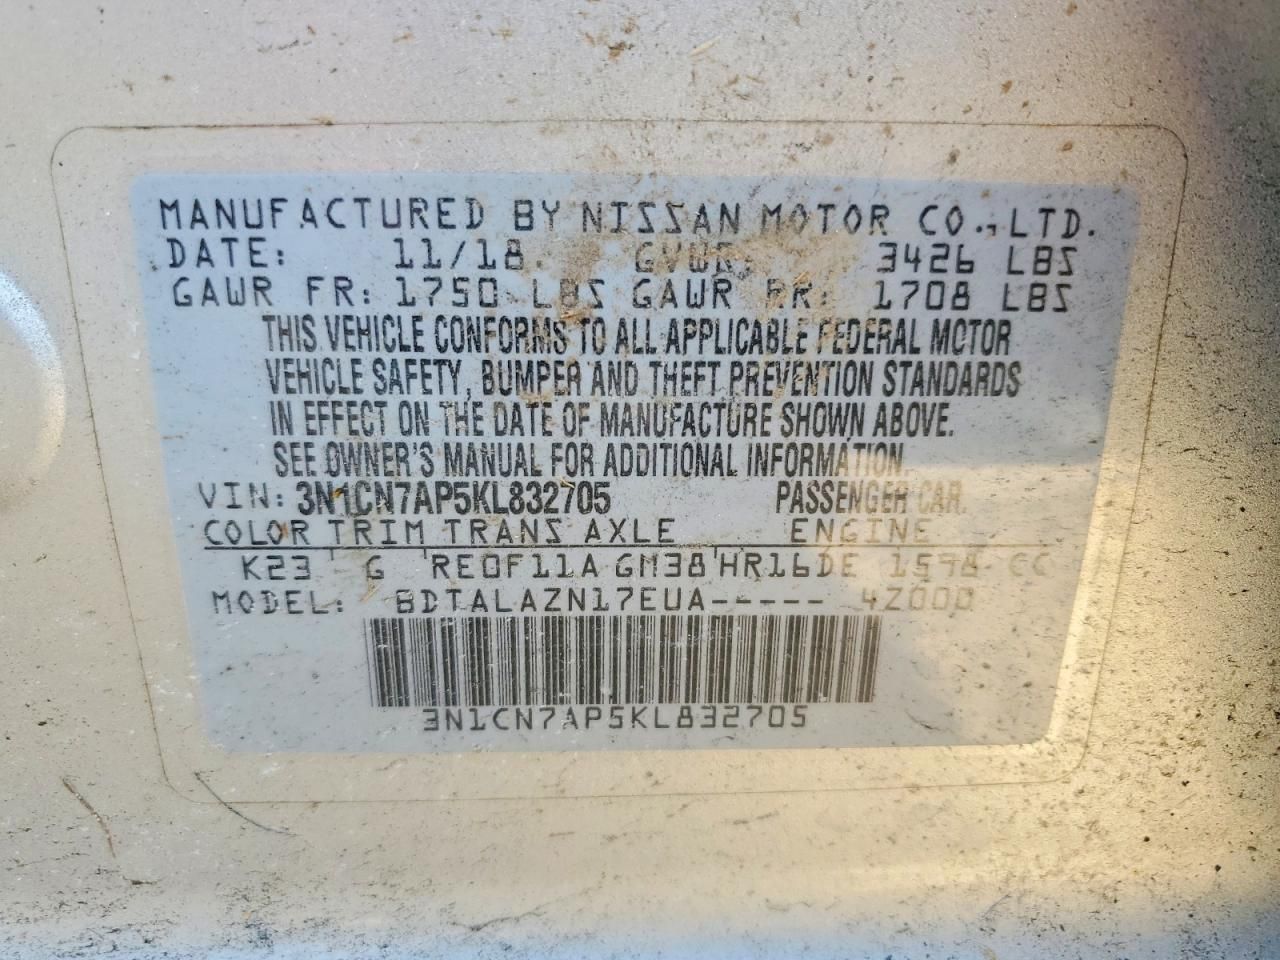 MANUFACTURED BY NISSAN MOTOR CO.,LTD.
DATE: 11/18 GVWR: 3426 LBS
GAWR FR: 1750 LBS GAWR RR: 1708 LBS
THIS VEHICLE CONFORMS TO ALL APPLICABLE FEDERAL MOTOR
VEHICLE SAFETY, BUMPER AND THEFT PREVENTION STANDARDS
IN EFFECT ON THE DATE OF MANUFACTURE SHOWN ABOVE.
SEE OWNER'S MANUAL FOR ADDITIONAL INFORMATION.
VIN: 3N1CN7AP5KL832705 PASSENGER CAR.
COLOR TRIM TRANS AXLE ENGINE
K23 G RE0F11A GM38 HR16DE 1598 CC
MODEL: BDTALAZN17EUA----- 4Z000
3N1CN7AP5KL832705